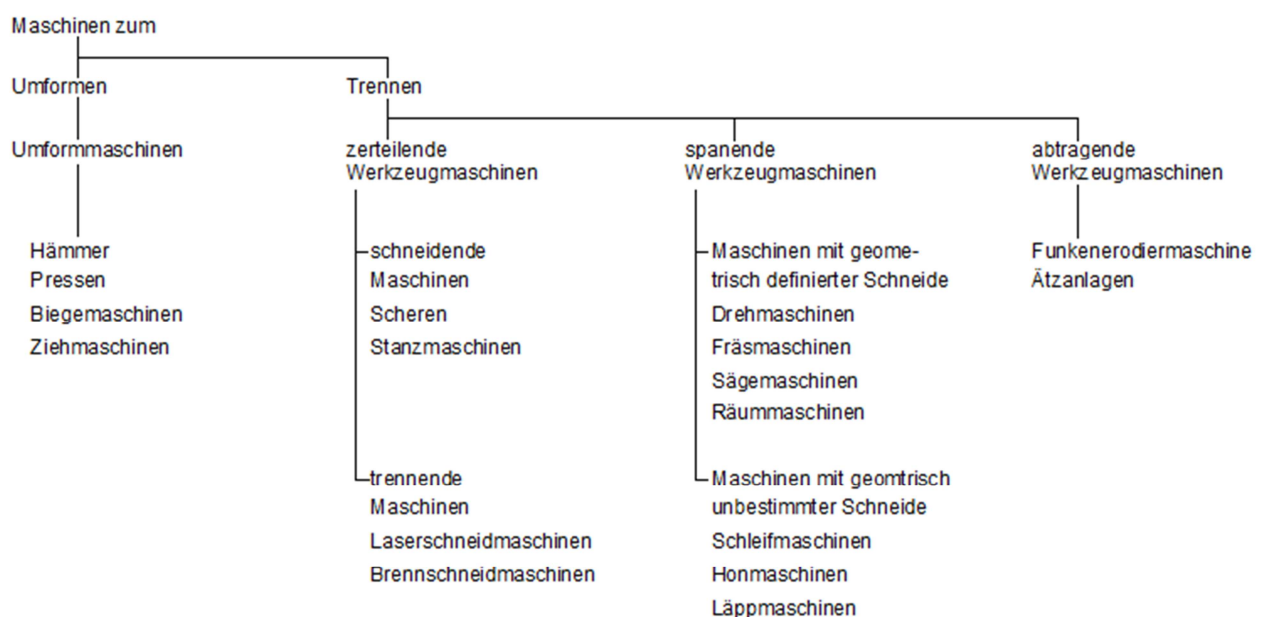 Maschinen zum
Umformen
Trennen
Umformmaschinen
zerteilende
Werkzeugmaschinen
spanende
Werkzeugmaschinen
abtragende
Werkzeugmaschinen
Hämmer
Pressen
Biegemaschinen
Ziehmaschinen
schneidende
Maschinen
Scheren
Stanzmaschinen
trennende
Maschinen
Laserschneidmaschinen
Brennschneidmaschinen
Maschinen mit geome-
trisch definierter Schneide
Drehmaschinen
Fräsmaschinen
Sägemaschinen
Räummaschinen
Maschinen mit geomtrisch
unbestimmter Schneide
Schleifmaschinen
Honmaschinen
Läppmaschinen
Funkenerodiermaschine
Ätzanlagen